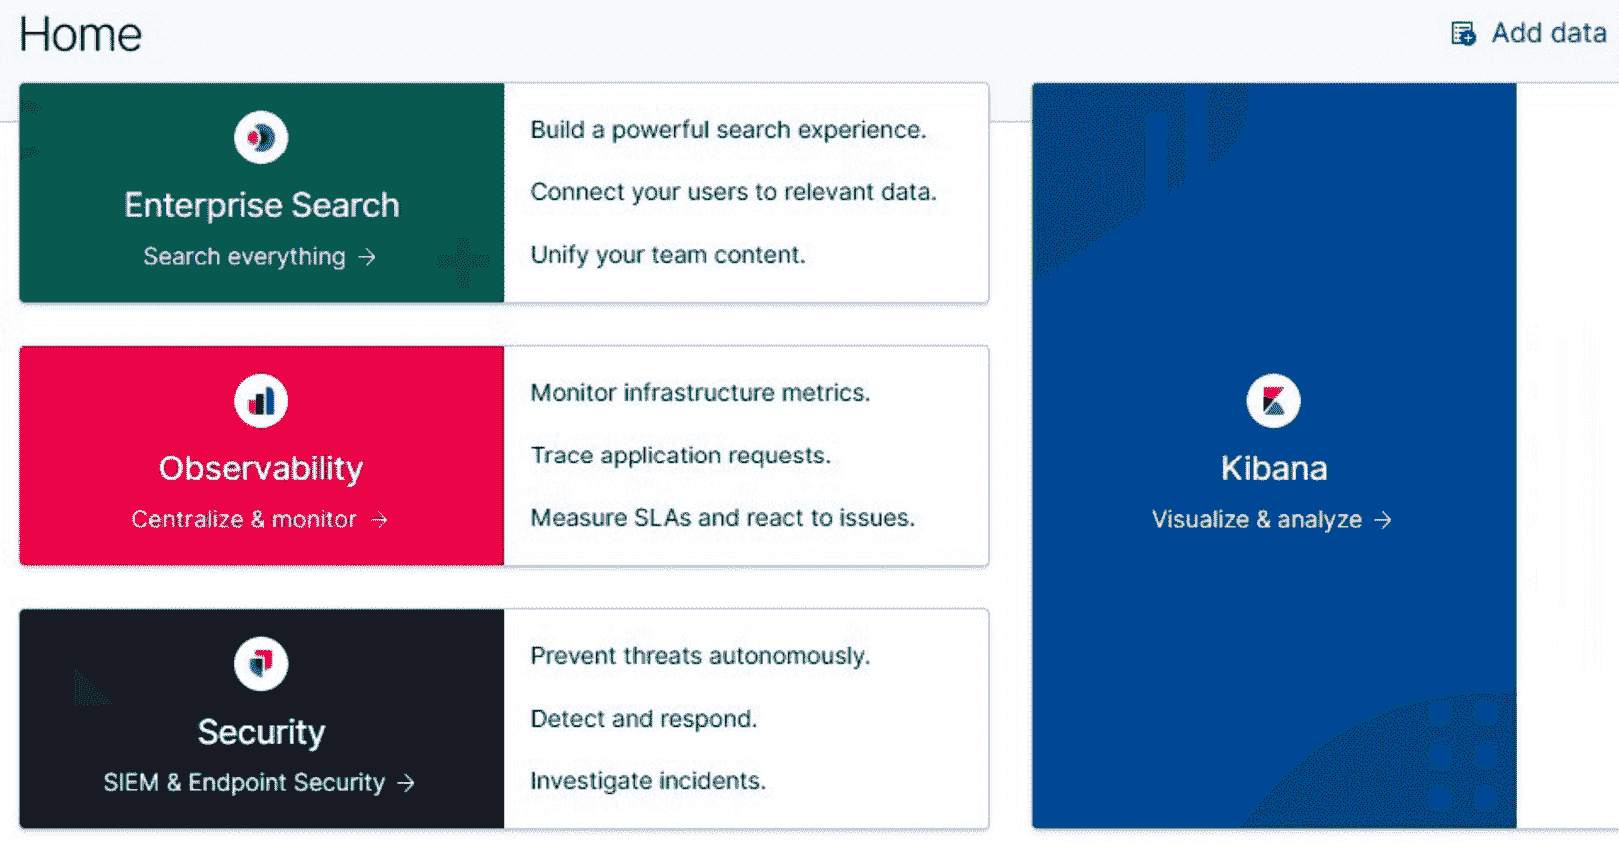 Home
Add data
Enterprise Search
Search everything →
Build a powerful search experience.
Connect your users to relevant data.
Unify your team content.
Observability
Centralize & monitor →
Monitor infrastructure metrics.
Trace application requests.
Measure SLAs and react to issues.
Security
SIEM & Endpoint Security →
Prevent threats autonomously.
Detect and respond.
Investigate incidents.
Kibana
Visualize & analyze →